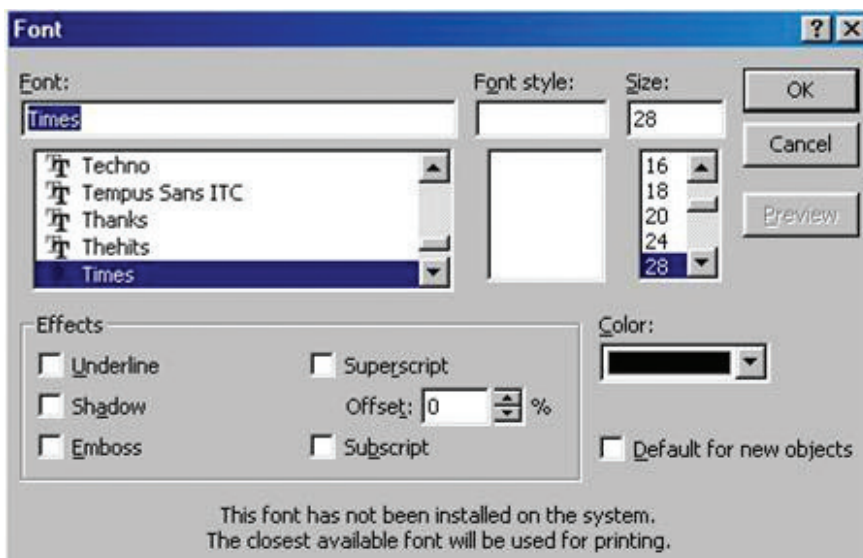 Font
Font: Font style: Size:
Times 28
Techno
Tempus Sans ITC
Thanks
Thehits
Times
16
18
20
24
28
OK
Cancel
Preview
Effects
Underline
Shadow
Emboss
Superscript
Offset: 0 %
Subscript
Color:
Default for new objects
This font has not been installed on the system.
The closest available font will be used for printing.